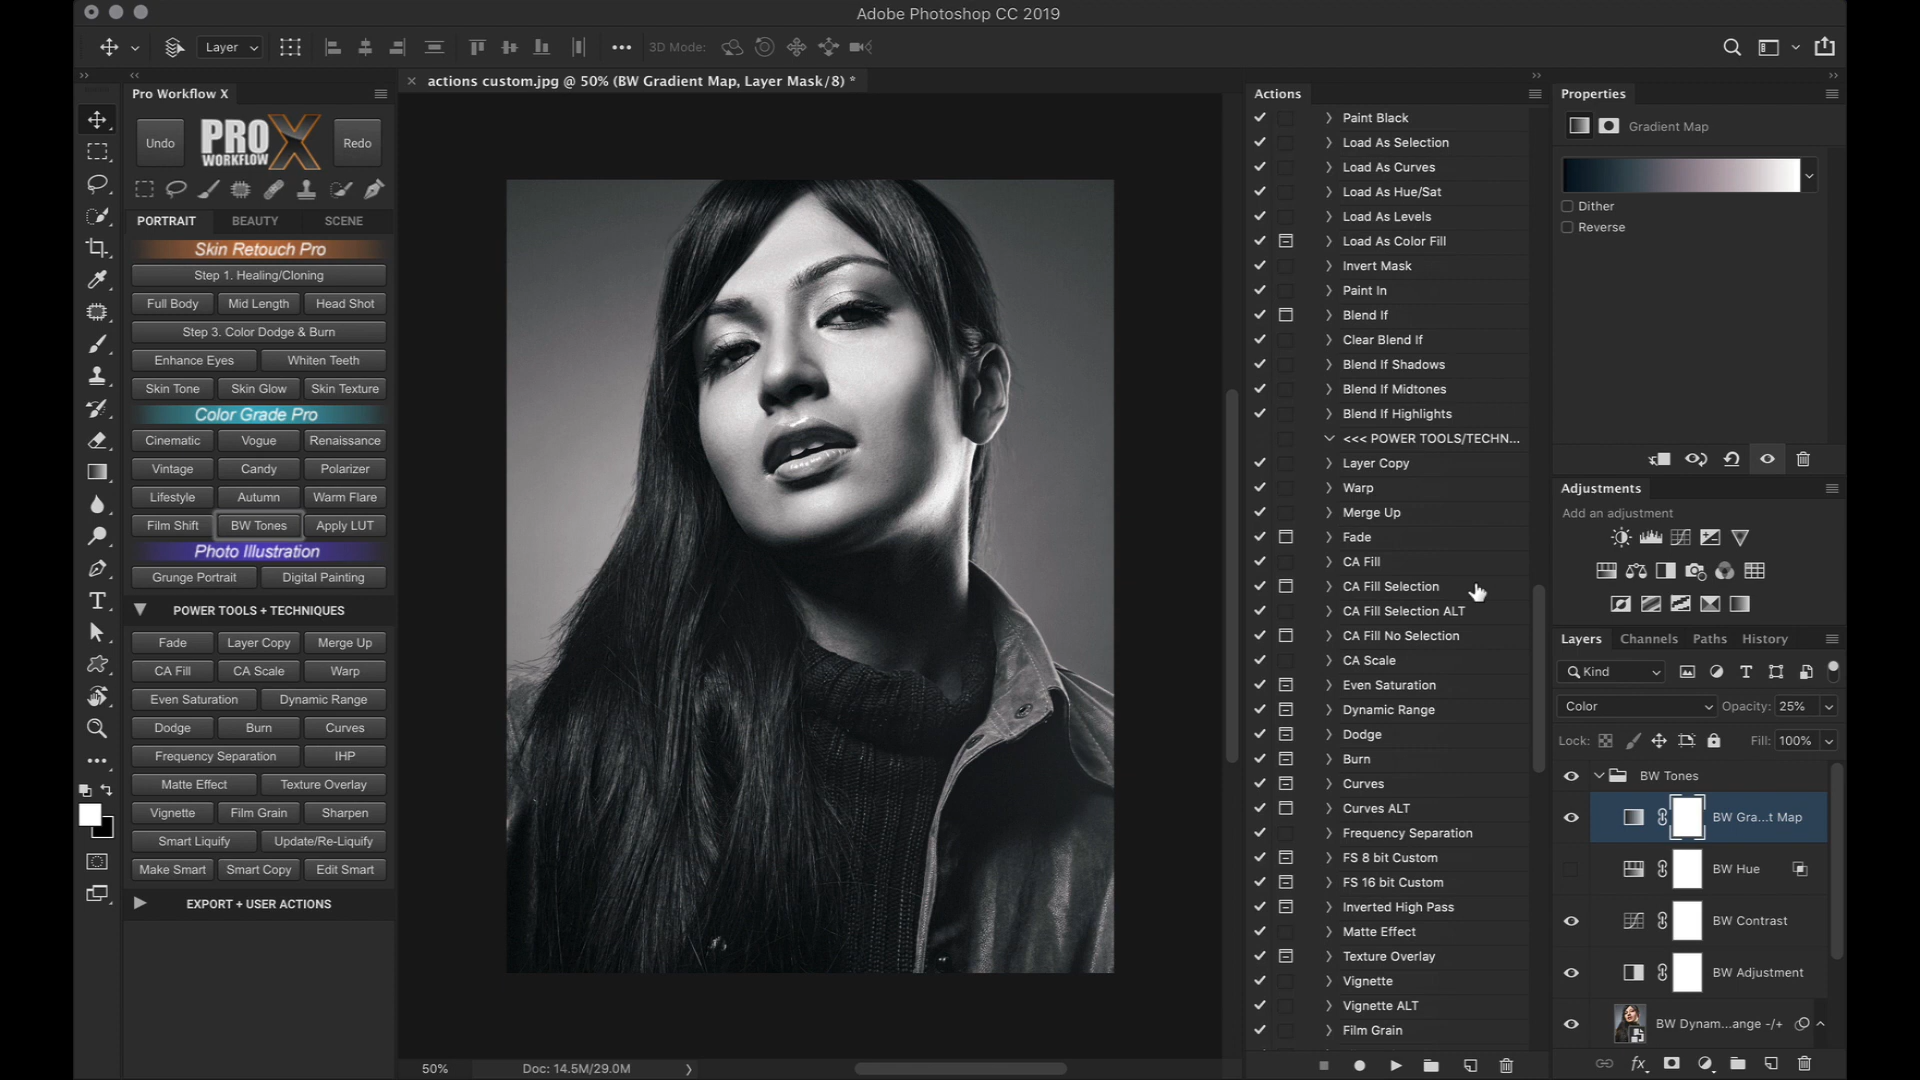 Adobe Photoshop CC 2019
Layer
3D Mode:
actions custom.jpg @ 50% (BW Gradient Map, Layer Mask/8) *
Pro Workflow X
Undo
PRO X
WORKFLOW
Redo
PORTRAIT BEAUTY SCENE
Skin Retouch Pro
Step 1. Healing/Cloning
Full Body Mid Length Head Shot
Step 3. Color Dodge & Burn
Enhance Eyes Whiten Teeth
Skin Tone Skin Glow Skin Texture
Color Grade Pro
Cinematic Vogue Renaissance
Vintage Candy Polarizer
Lifestyle Autumn Warm Flare
Film Shift BW Tones Apply LUT
Photo Illustration
Grunge Portrait Digital Painting
POWER TOOLS + TECHNIQUES
Fade Layer Copy Merge Up
CA Fill CA Scale Warp
Even Saturation Dynamic Range
Dodge Burn Curves
Frequency Separation IHP
Matte Effect Texture Overlay
Vignette Film Grain Sharpen
Smart Liquify Update/Re-Liquify
Make Smart Smart Copy Edit Smart
EXPORT + USER ACTIONS
50% Doc: 14.5M/29.0M
Actions
Paint Black
Load As Selection
Load As Curves
Load As Hue/Sat
Load As Levels
Load As Color Fill
Invert Mask
Paint In
Blend If
Clear Blend If
Blend If Shadows
Blend If Midtones
Blend If Highlights
<<< POWER TOOLS/TECHN...
Layer Copy
Warp
Merge Up
Fade
CA Fill
CA Fill Selection
CA Fill Selection ALT
CA Fill No Selection
CA Scale
Even Saturation
Dynamic Range
Dodge
Burn
Curves
Curves ALT
Frequency Separation
FS 8 bit Custom
FS 16 bit Custom
Inverted High Pass
Matte Effect
Texture Overlay
Vignette
Vignette ALT
Film Grain
Properties
Gradient Map
Dither
Reverse
Adjustments
Add an adjustment
Layers Channels Paths History
Kind
Color Opacity: 25%
Lock: Fill: 100%
BW Tones
BW Gra...t Map
BW Hue
BW Contrast
BW Adjustment
BW Dynam...ange -/+